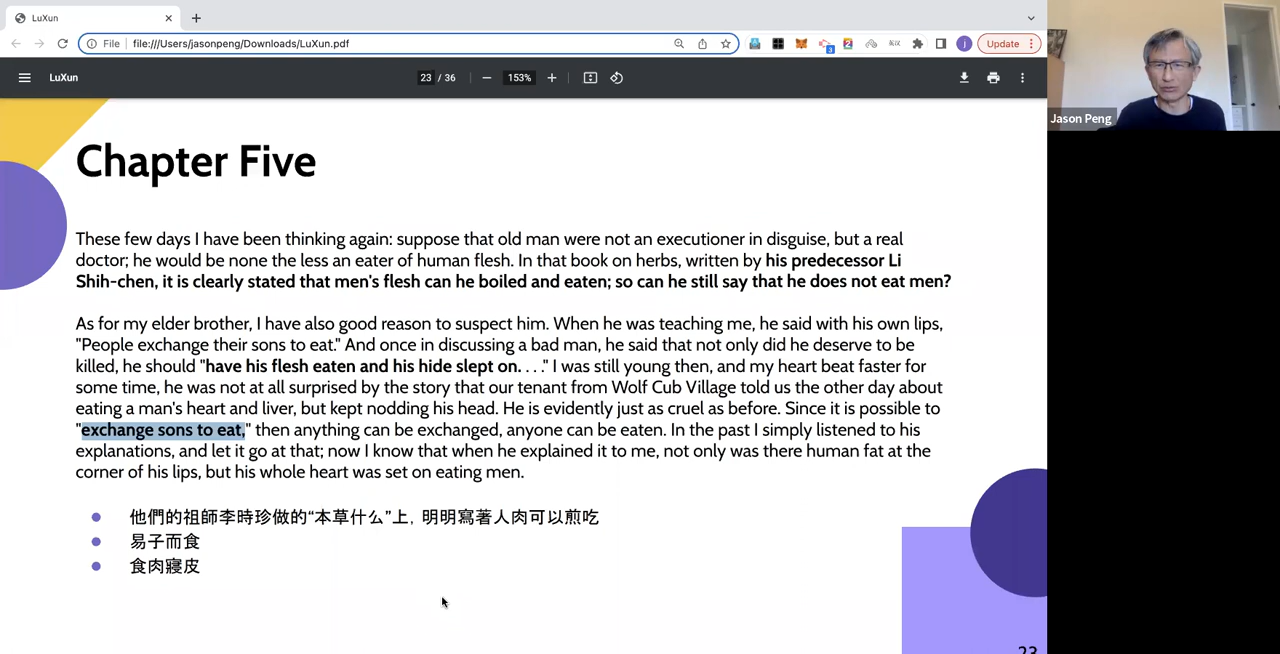 LuXun
File
file:///Users/jasonpeng/Downloads/LuXun.pdf
3
2
j
Update
LuXun
23 / 36
153%
Jason Peng
Chapter Five
These few days I have been thinking again: suppose that old man were not an executioner in disguise, but a real
doctor; he would be none the less an eater of human flesh. In that book on herbs, written by his predecessor Li
Shih-chen, it is clearly stated that men's flesh can he boiled and eaten; so can he still say that he does not eat men?
As for my elder brother, I have also good reason to suspect him. When he was teaching me, he said with his own lips,
"People exchange their sons to eat." And once in discussing a bad man, he said that not only did he deserve to be
killed, he should "have his flesh eaten and his hide slept on. . . ." I was still young then, and my heart beat faster for
some time, he was not at all surprised by the story that our tenant from Wolf Cub Village told us the other day about
eating a man's heart and liver, but kept nodding his head. He is evidently just as cruel as before. Since it is possible to
"exchange sons to eat," then anything can be exchanged, anyone can be eaten. In the past I simply listened to his
explanations, and let it go at that; now I know that when he explained it to me, not only was there human fat at the
corner of his lips, but his whole heart was set on eating men.
他們的祖師李時珍做的“本草什么”上，明明寫著人肉可以煎吃
易子而食
食肉寢皮
23